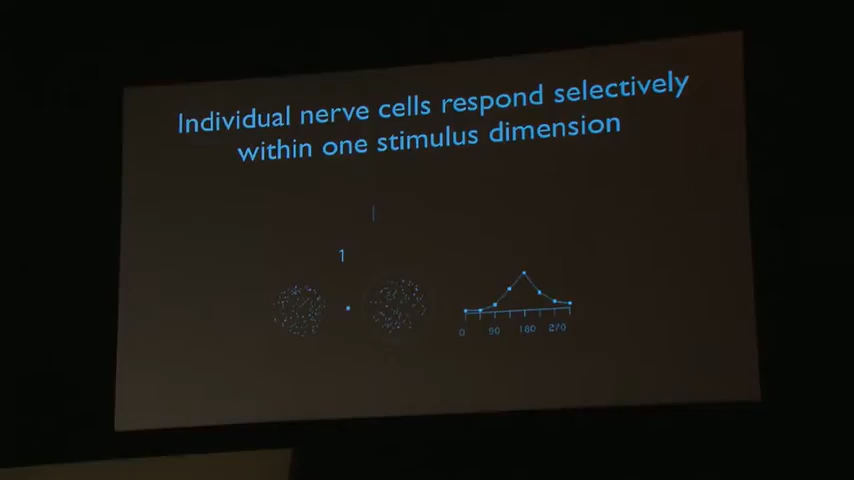 Individual nerve cells respond selectively
within one stimulus dimension
1
0 90 180 270